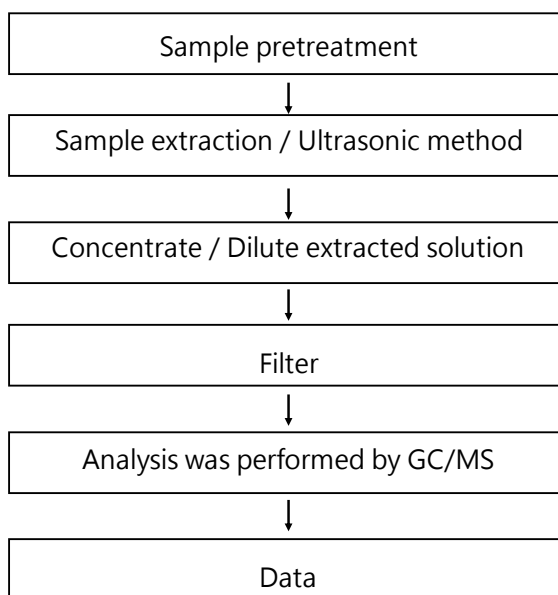 Sample pretreatment
Sample extraction / Ultrasonic method
Concentrate / Dilute extracted solution
Filter
Analysis was performed by GC/MS
Data